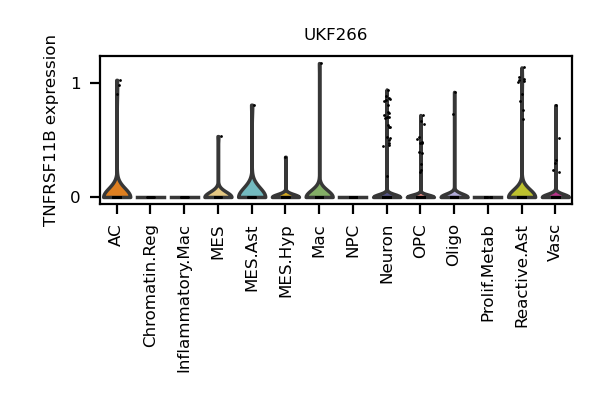 UKF266
TNFRSF11B expression
1
0
AC
Chromatin.Reg
Inflammatory.Mac
MES
MES.Ast
MES.Hyp
Mac
NPC
Neuron
OPC
Oligo
Prolif.Metab
Reactive.Ast
Vasc